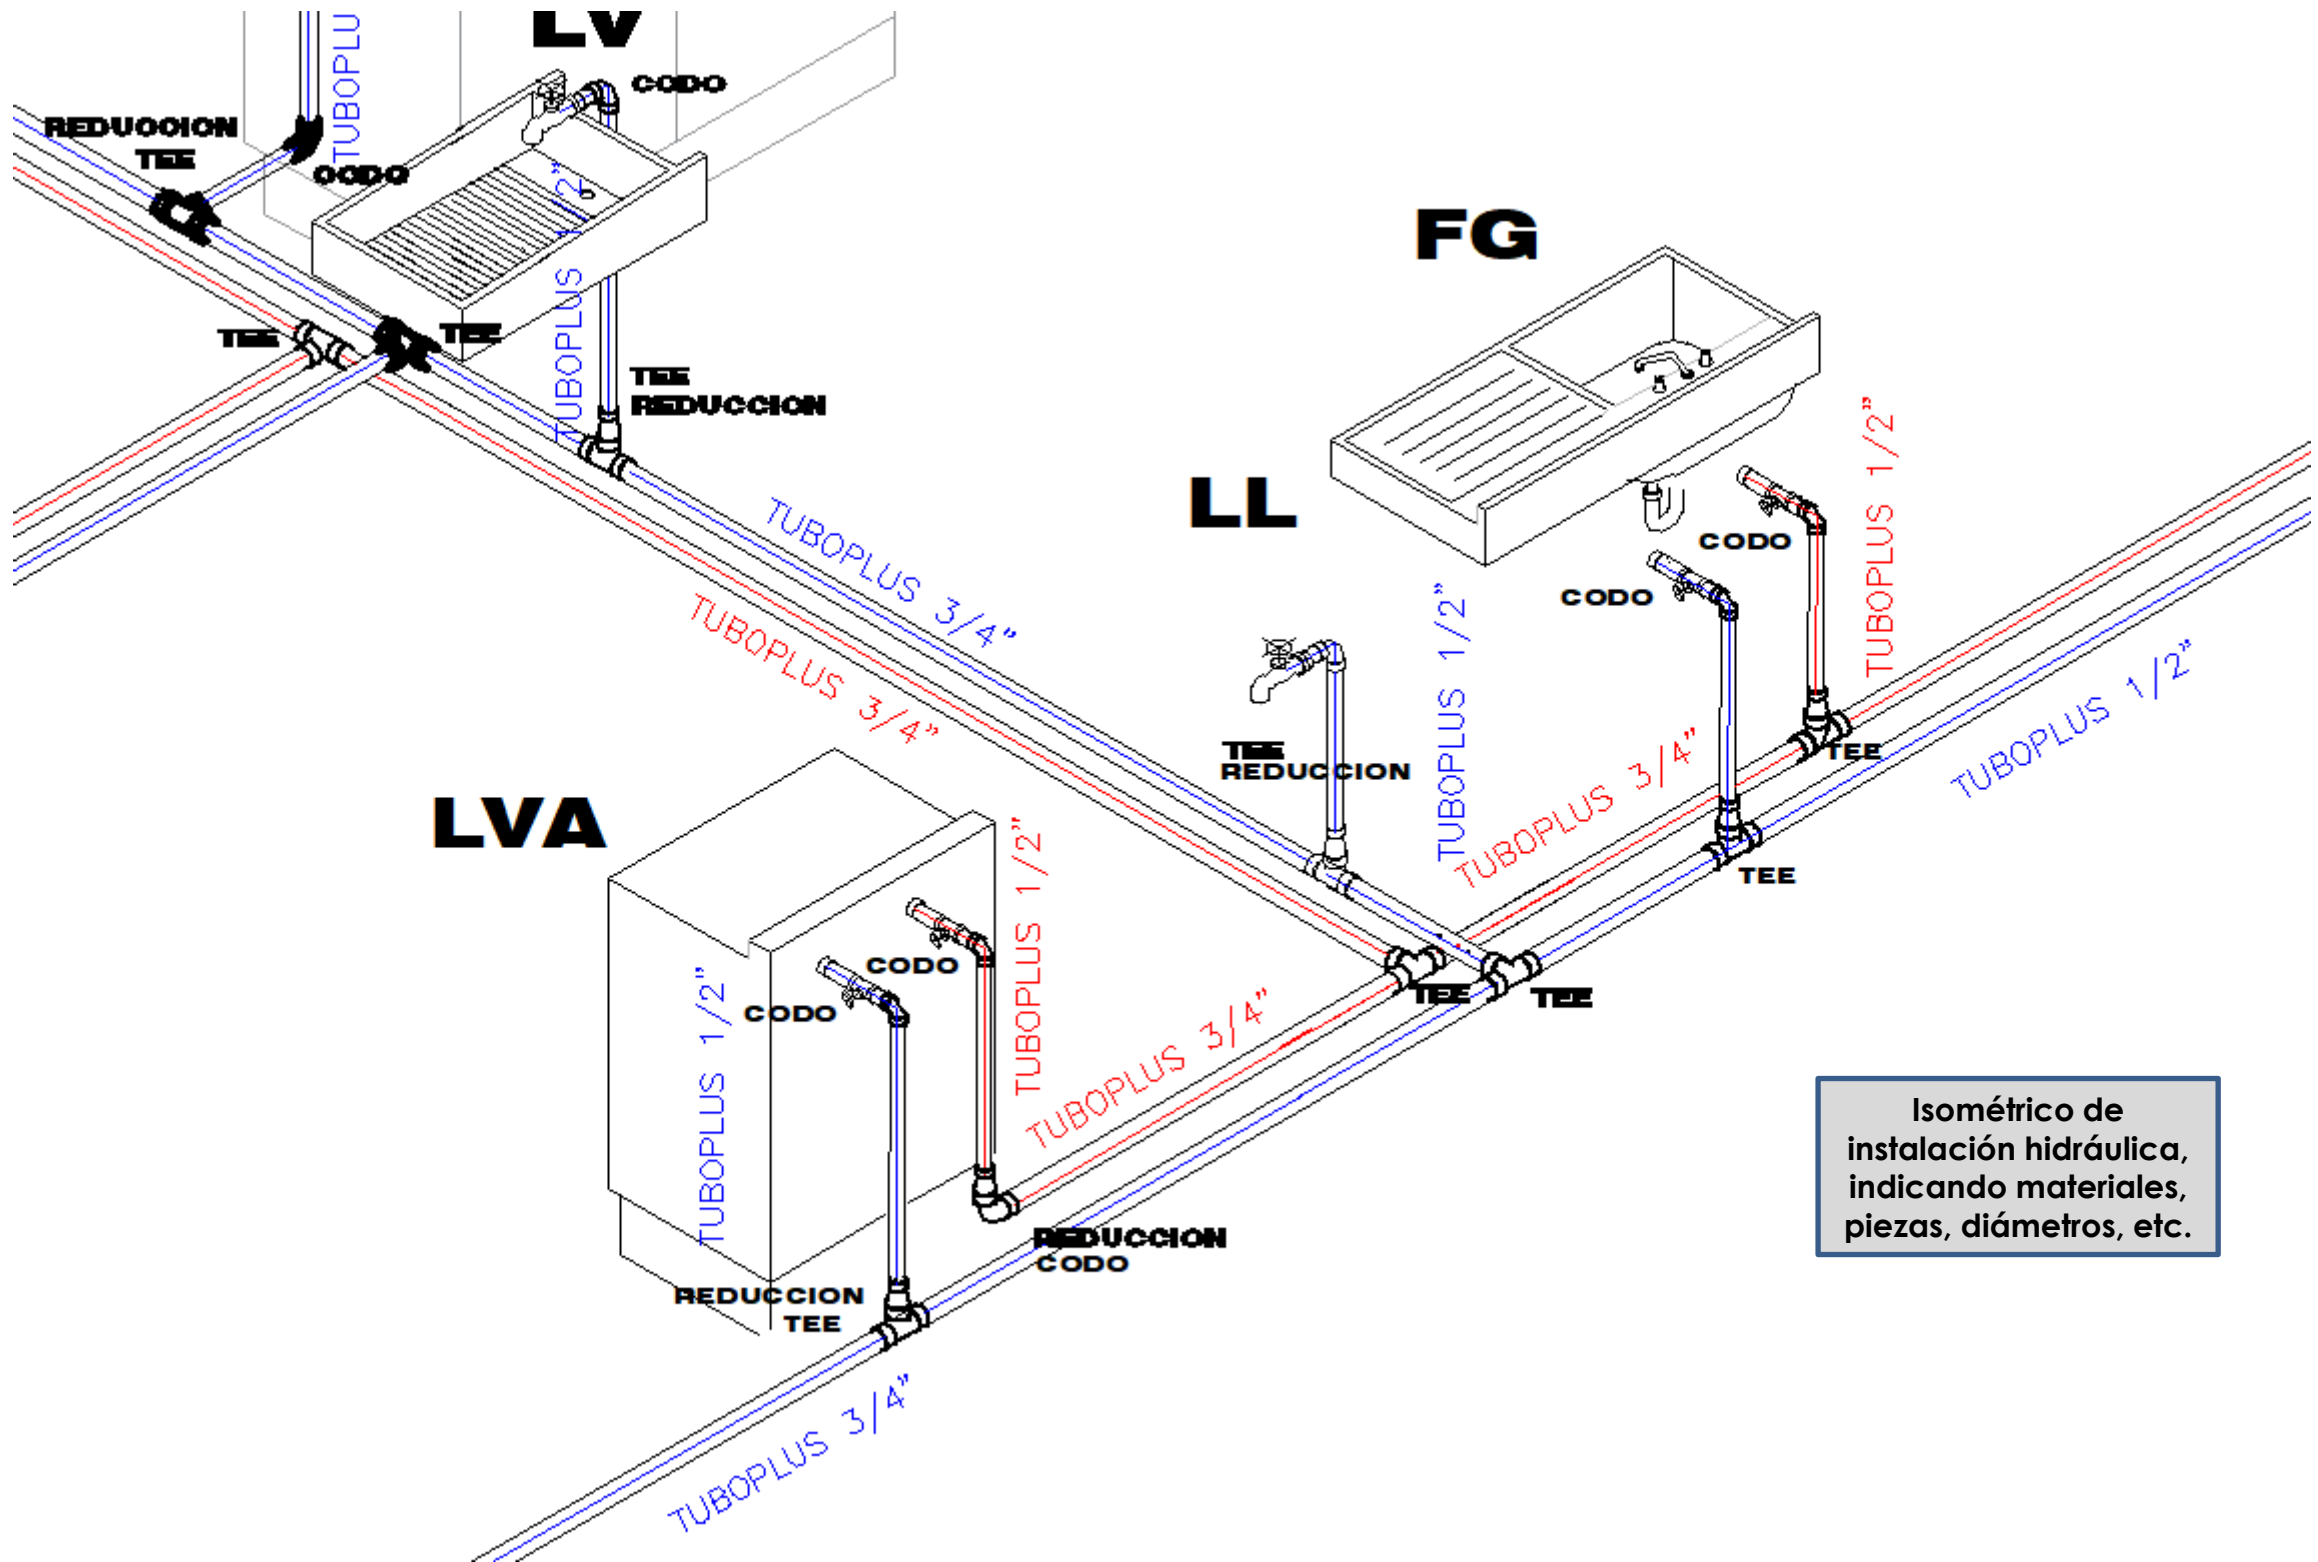 LV
TUBOPLU
CODO
REDUCCION
TEE
CODO
TUBOPLUS 1/2"
FG
TEE
TEE
TEE
REDUCCION
TUBOPLUS 1/2"
LL
TUBOPLUS 3/4"
CODO
CODO
TUBOPLUS 3/4"
TUBOPLUS 1/2"
TUBOPLUS 1/2"
TEE
REDUCCION
TUBOPLUS 3/4"
TEE
LVA
TUBOPLUS 1/2"
TEE
CODO
CODO
TUBOPLUS 1/2"
TEE
TEE
TUBOPLUS 3/4"
Isométrico de
instalación hidráulica,
indicando materiales,
piezas, diámetros, etc.
REDUCCION
CODO
REDUCCION
TEE
TUBOPLUS 3/4"